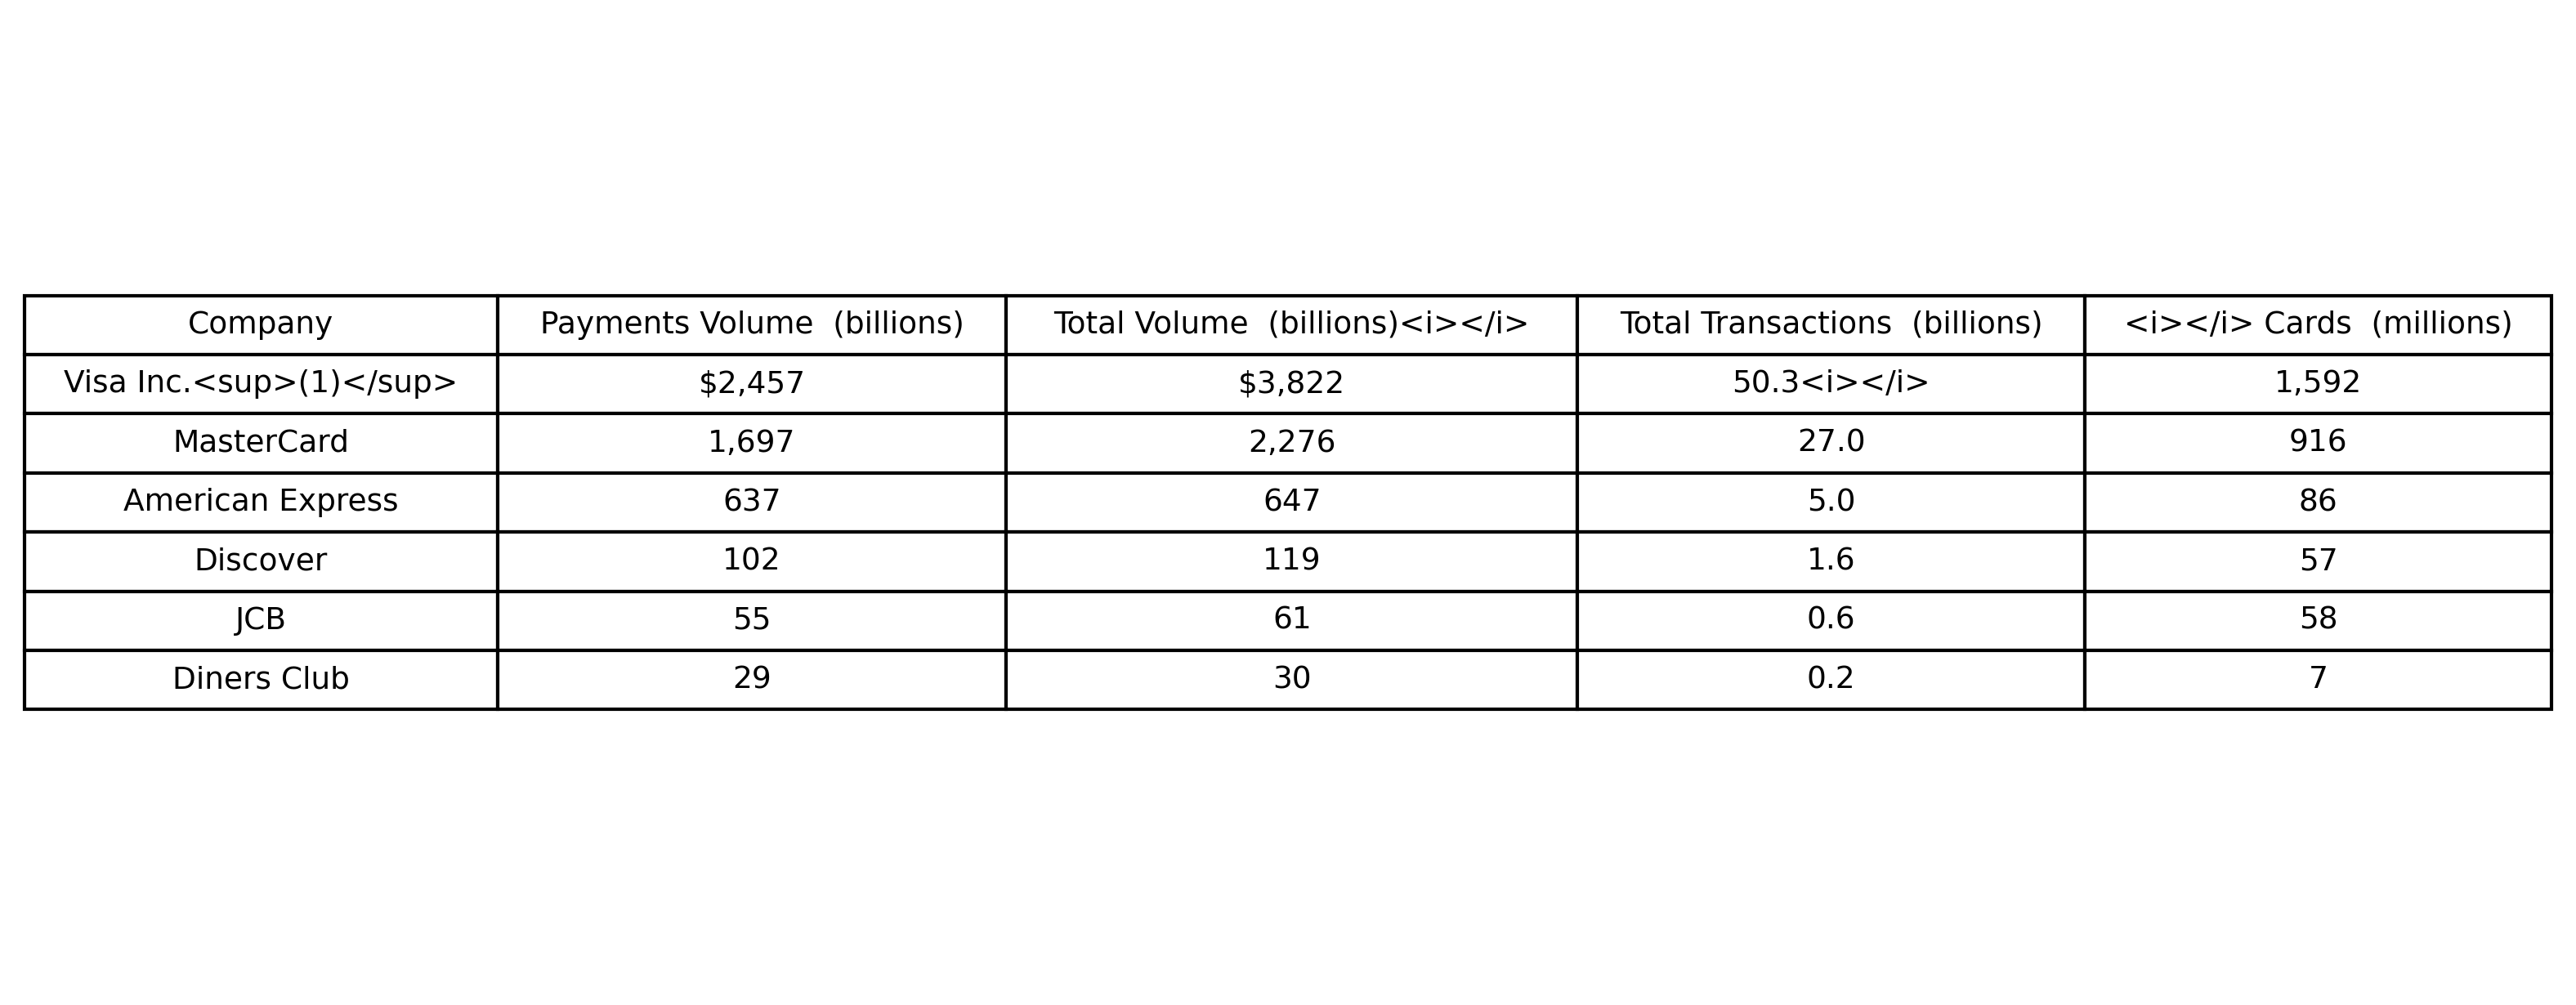 Company Payments Volume  (billions) Total Volume  (billions)<i></i> Total Transactions  (billions) <i></i> Cards  (millions)
Visa Inc.<sup>(1)</sup> $2,457 $3,822 50.3<i></i> 1,592
MasterCard 1,697 2,276 27.0 916
American Express 637 647 5.0 86
Discover 102 119 1.6 57
JCB 55 61 0.6 58
Diners Club 29 30 0.2 7